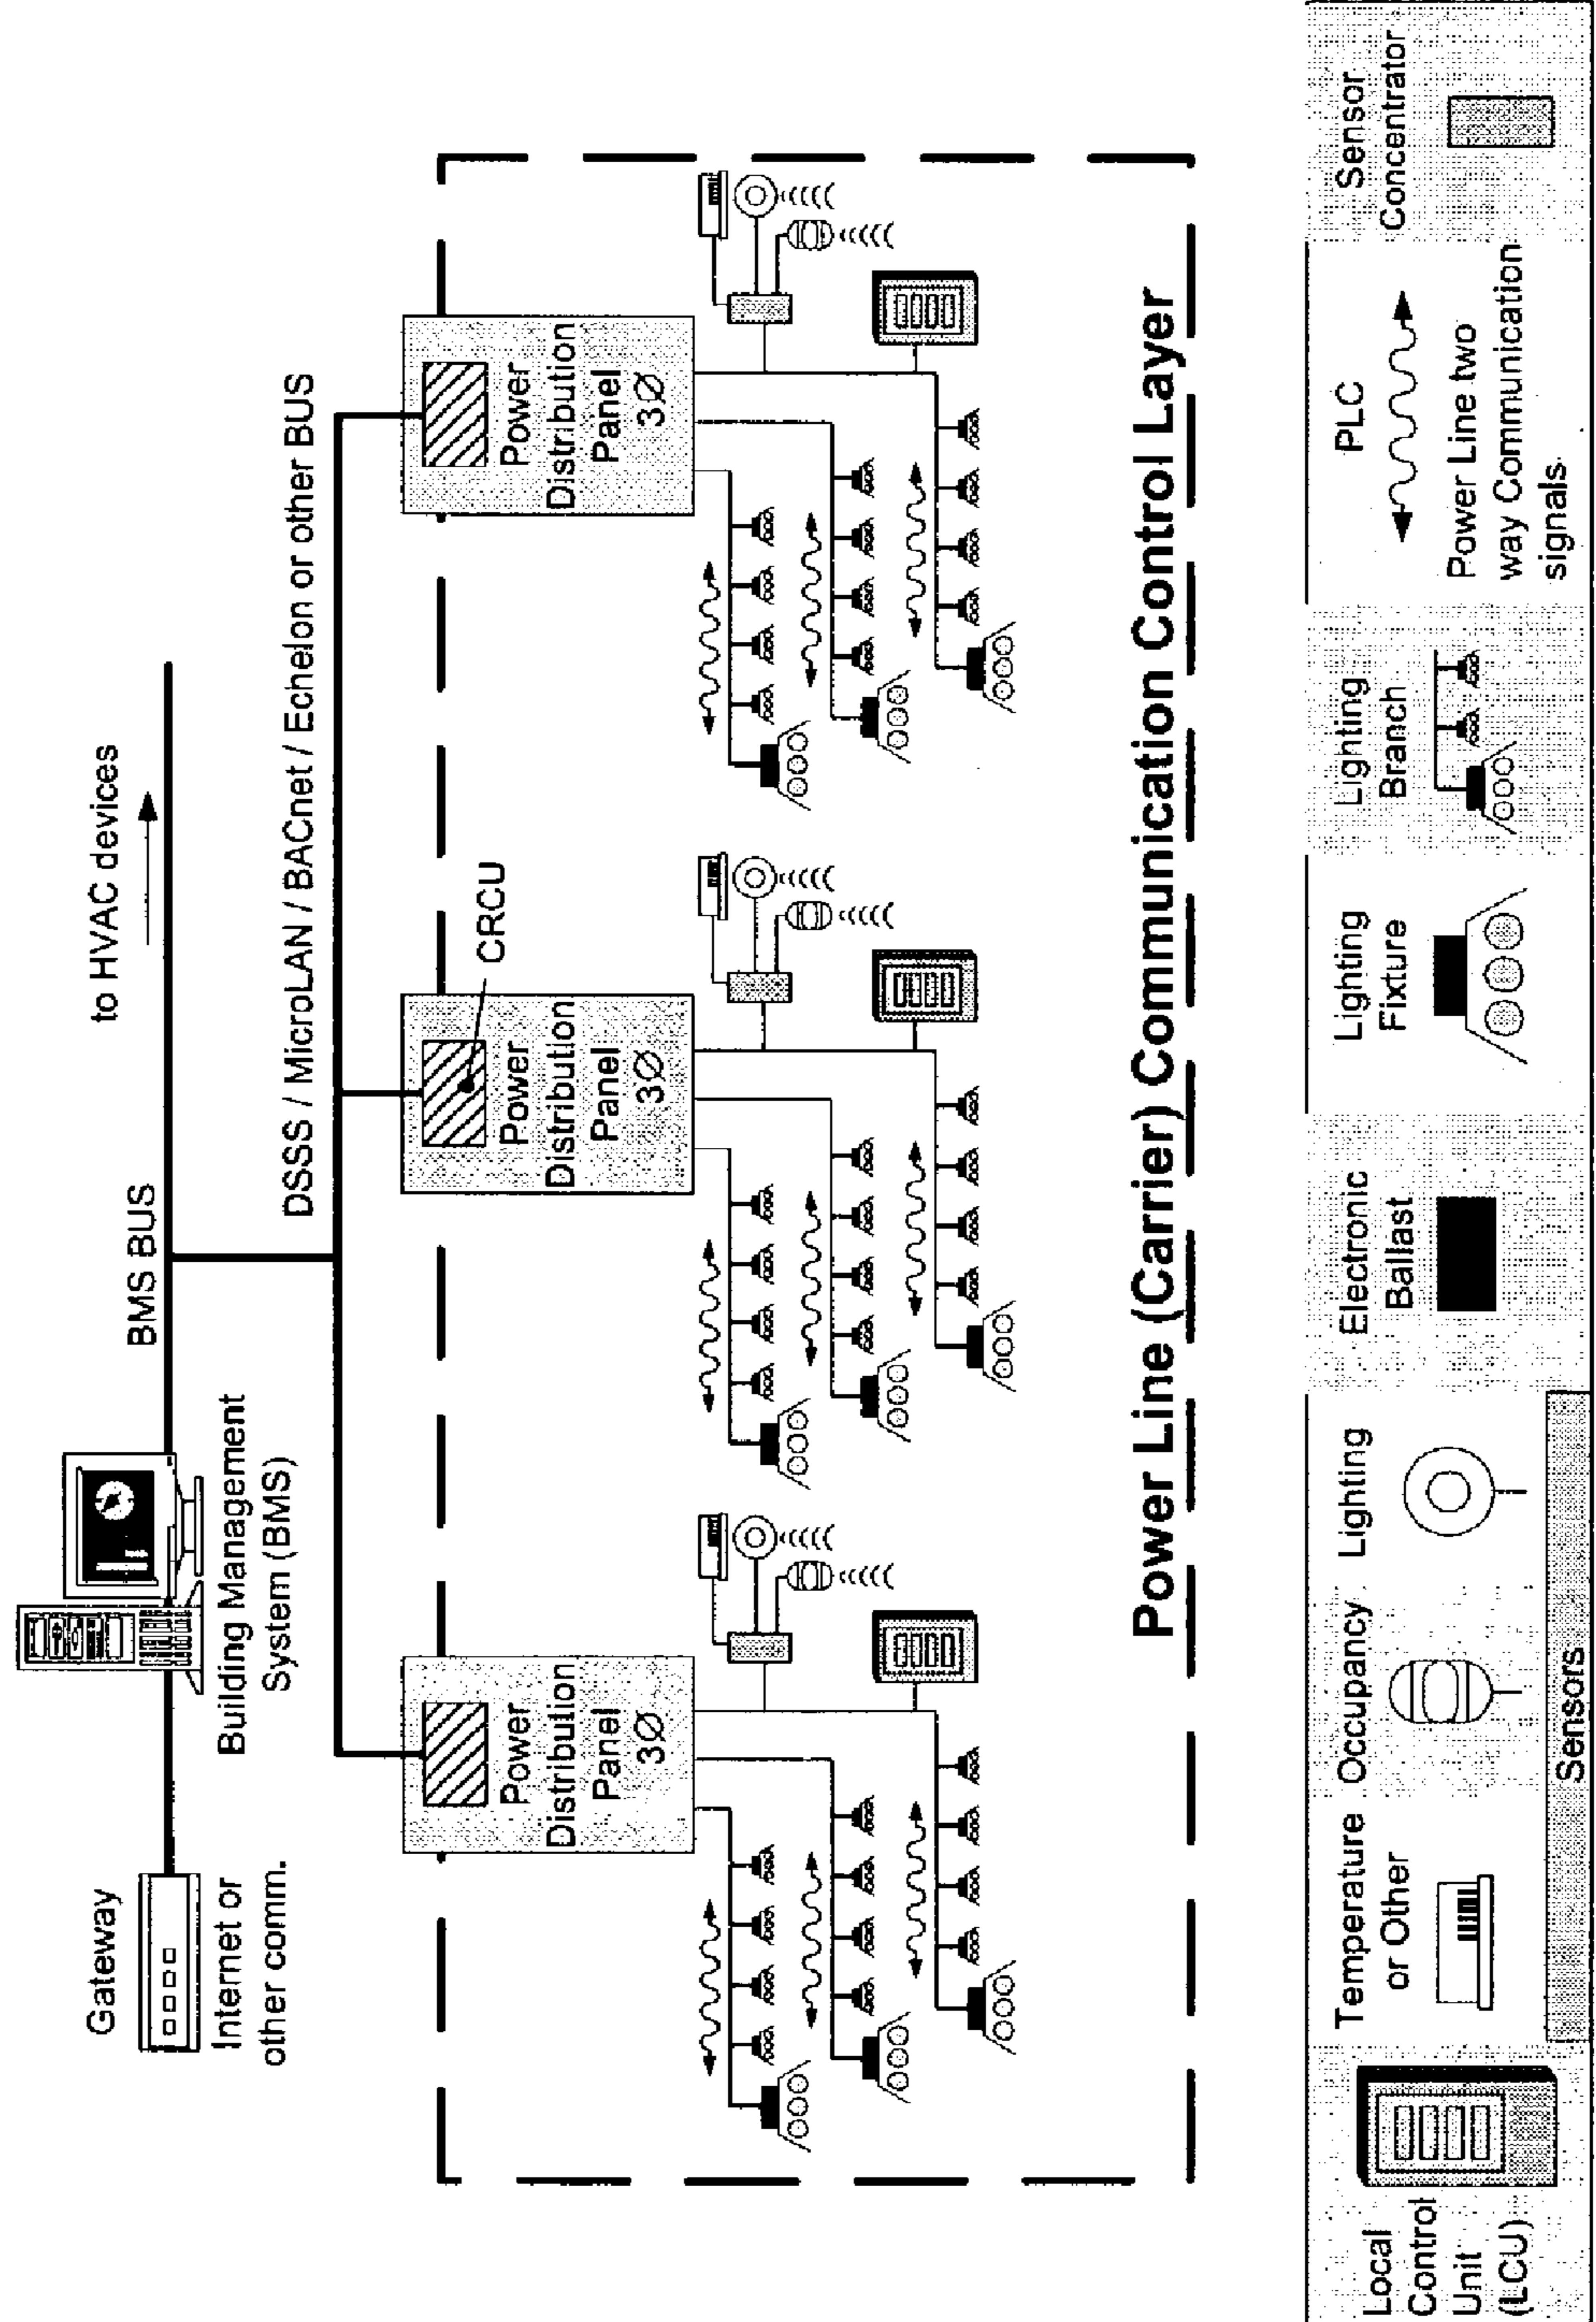 Gateway
Internet or
other comm.
Building Management
System (BMS)
BMS BUS
to HVAC devices
DSSS / MicroLAN / BACnet / Echelon or other BUS
Power
Distribution
Panel
3Ø
Power
Distribution
Panel
3Ø
CRCU
Power
Distribution
Panel
3Ø
Power Line (Carrier) Communication Control Layer
Local
Control
Unit
(LCU)
Temperature
or Other
Occupancy
Lighting
Sensors
Electronic
Ballast
Lighting
Fixture
Lighting
Branch
PLC
Power Line two
way Communication
signals
Sensor
Concentrator